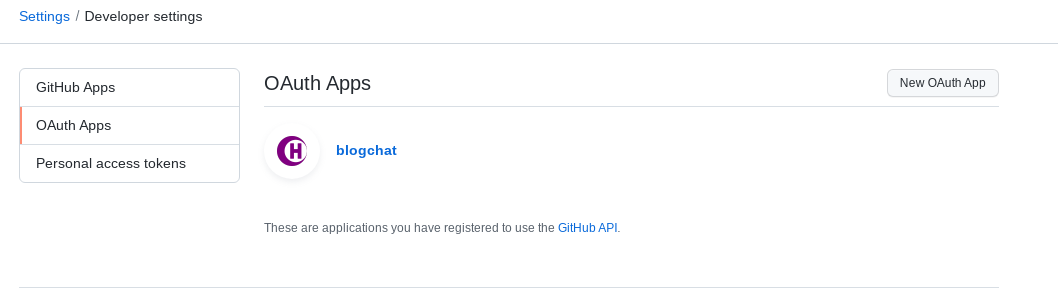 Settings / Developer settings
GitHub Apps
OAuth Apps
Personal access tokens
OAuth Apps
New OAuth App
blogchat
These are applications you have registered to use the GitHub API.